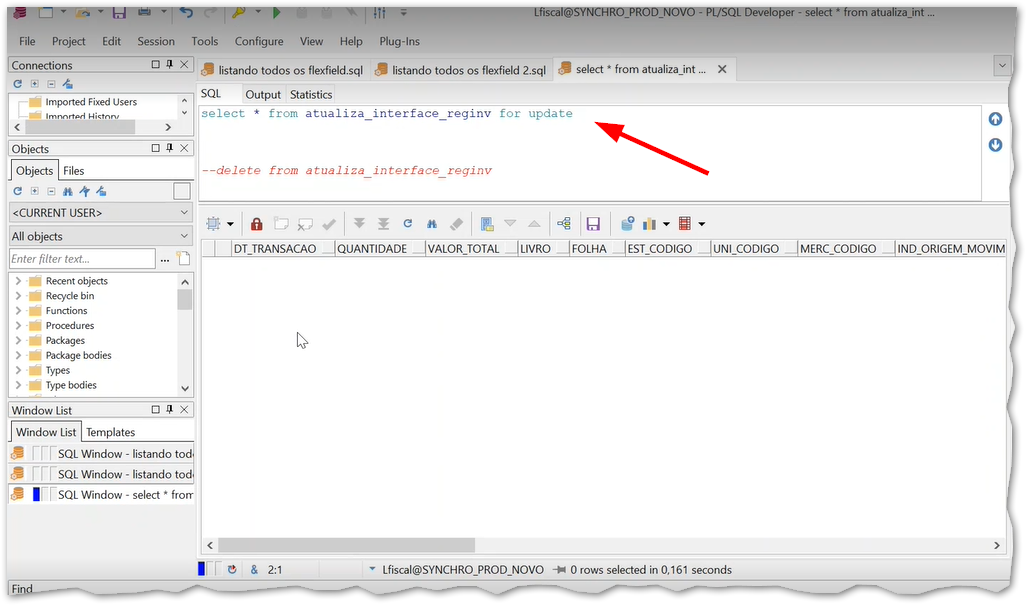 Lfiscal@SYNCHRO_PROD_NOVO - PL/SQL Developer - select * from atualiza_int ...
File Project Edit Session Tools Configure View Help Plug-Ins
Connections
Imported Fixed Users
Imported History
Objects
Objects Files
<CURRENT USER>
All objects
Enter filter text... ...
Recent objects
Recycle bin
Functions
Procedures
Packages
Package bodies
Types
Type bodies
Window List
Window List Templates
SQL Window - listando tod
SQL Window - listando tod
SQL Window - select * from
Find
listando todos os flexfield.sql listando todos os flexfield 2.sql select * from atualiza_int ...
SQL Output Statistics
select * from atualiza_interface_reginv for update
--delete from atualiza_interface_reginv
DT_TRANSACAO QUANTIDADE VALOR_TOTAL LIVRO FOLHA EST_CODIGO UNI_CODIGO MERC_CODIGO IND_ORIGEM_MOVIM
& 2:1 Lfiscal@SYNCHRO_PROD_NOVO 0 rows selected in 0,161 seconds